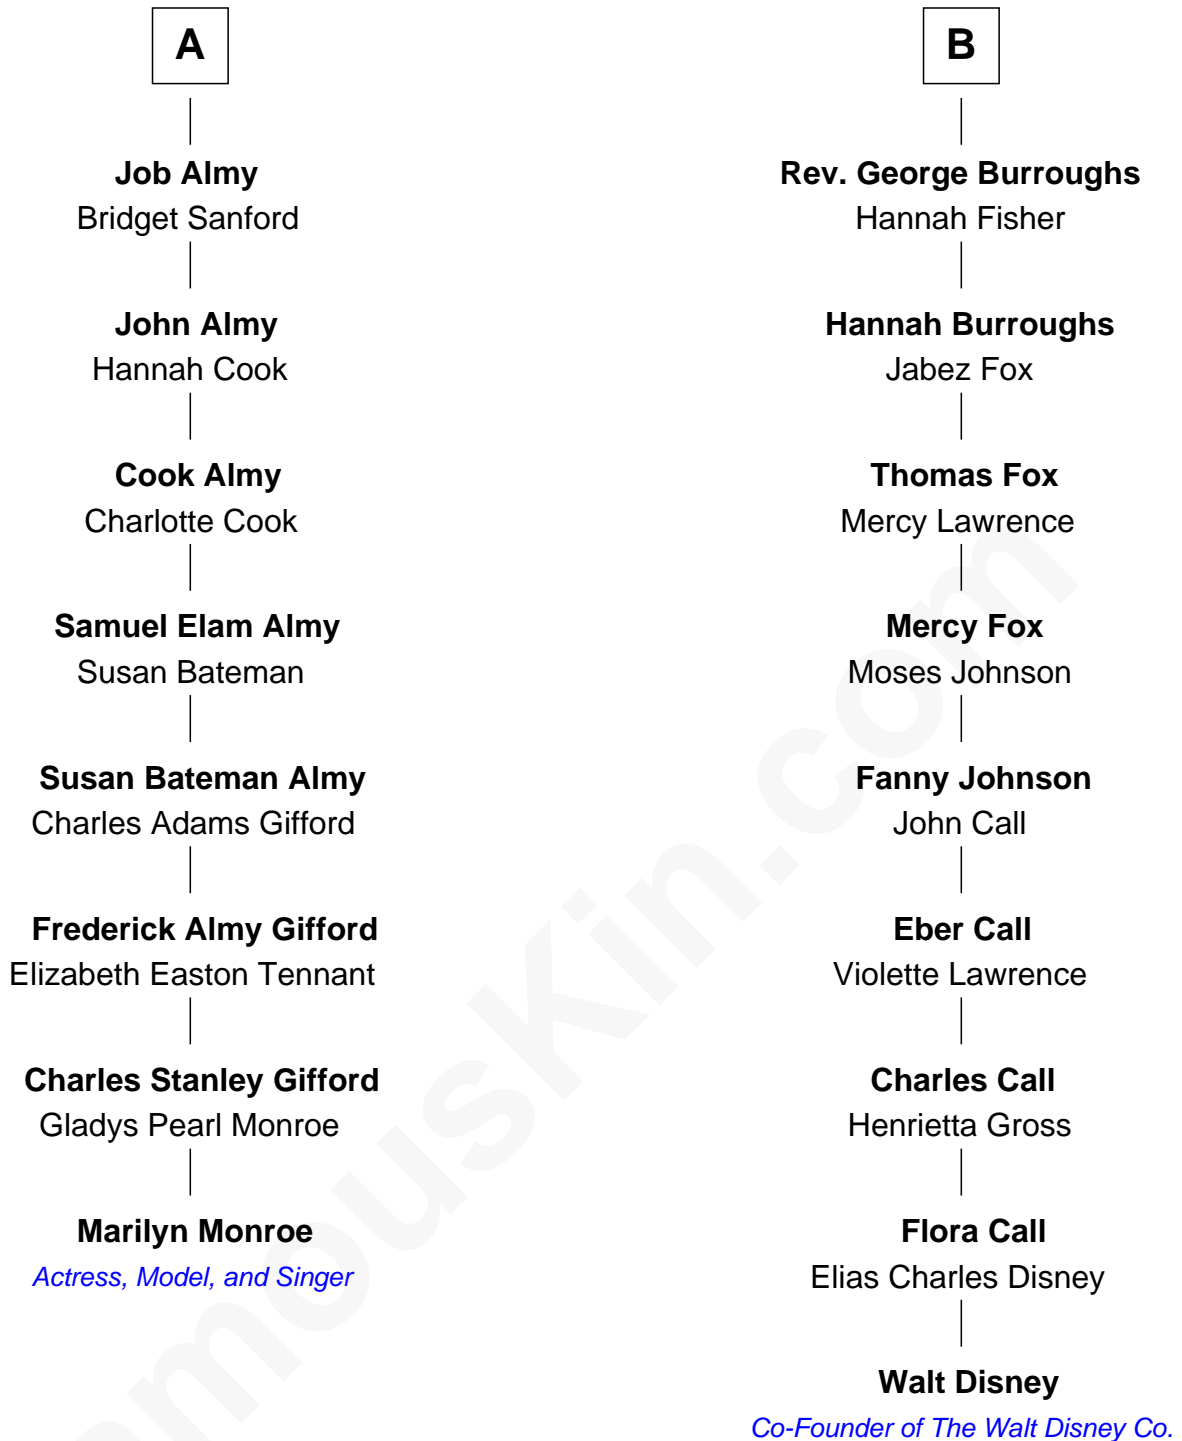 A
Job Almy
Bridget Sanford
John Almy
Hannah Cook
Cook Almy
Charlotte Cook
Samuel Elam Almy
Susan Bateman
Susan Bateman Almy
Charles Adams Gifford
Frederick Almy Gifford
Elizabeth Easton Tennant
Charles Stanley Gifford
Gladys Pearl Monroe
Marilyn Monroe
Actress, Model, and Singer
B
Rev. George Burroughs
Hannah Fisher
Hannah Burroughs
Jabez Fox
Thomas Fox
Mercy Lawrence
Mercy Fox
Moses Johnson
Fanny Johnson
John Call
Eber Call
Violette Lawrence
Charles Call
Henrietta Gross
Flora Call
Elias Charles Disney
Walt Disney
Co-Founder of The Walt Disney Co.
amouskin.com